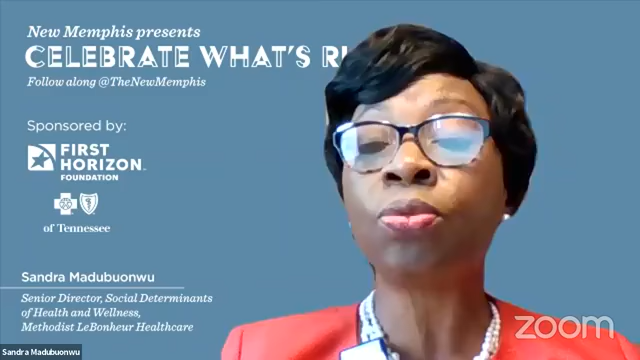 New Memphis presents
CELEBRATE WHAT'S RI
Follow along @TheNewMemphis
Sponsored by:
FIRST
HORIZON
FOUNDATION
of Tennessee
Sandra Madubuonwu
Senior Director, Social Determinants
of Health and Wellness,
Methodist LeBonheur Healthcare
zoom
Sandra Madubuonwu